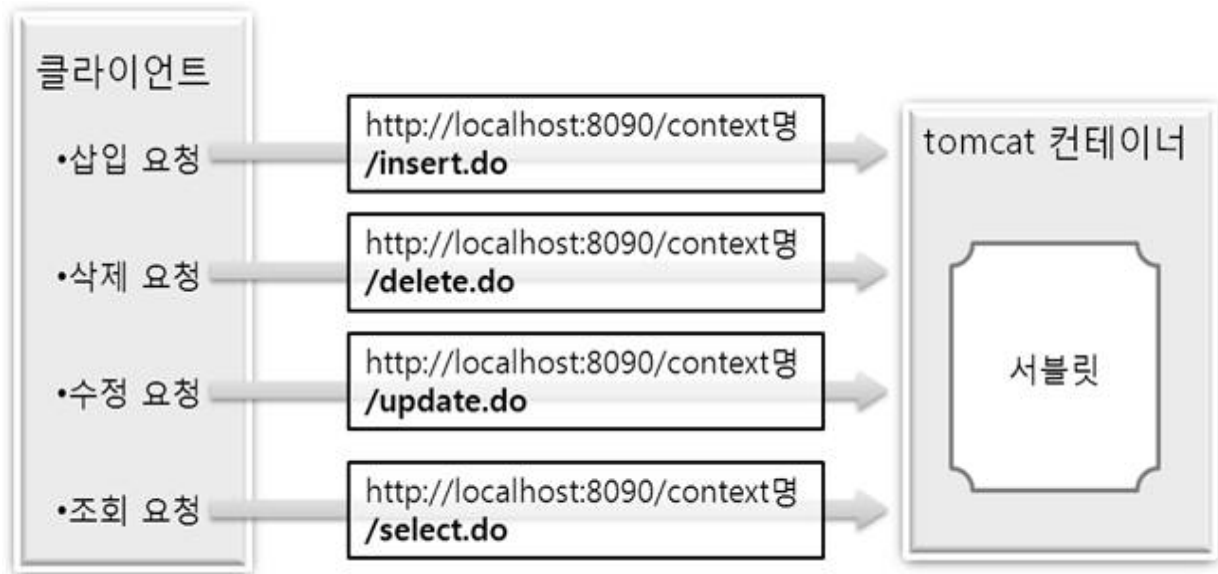 클라이언트
•삽입 요청
http://localhost:8090/context명
/insert.do
•삭제 요청
http://localhost:8090/context명
/delete.do
•수정 요청
http://localhost:8090/context명
/update.do
•조회 요청
http://localhost:8090/context명
/select.do
tomcat 컨테이너
서블릿